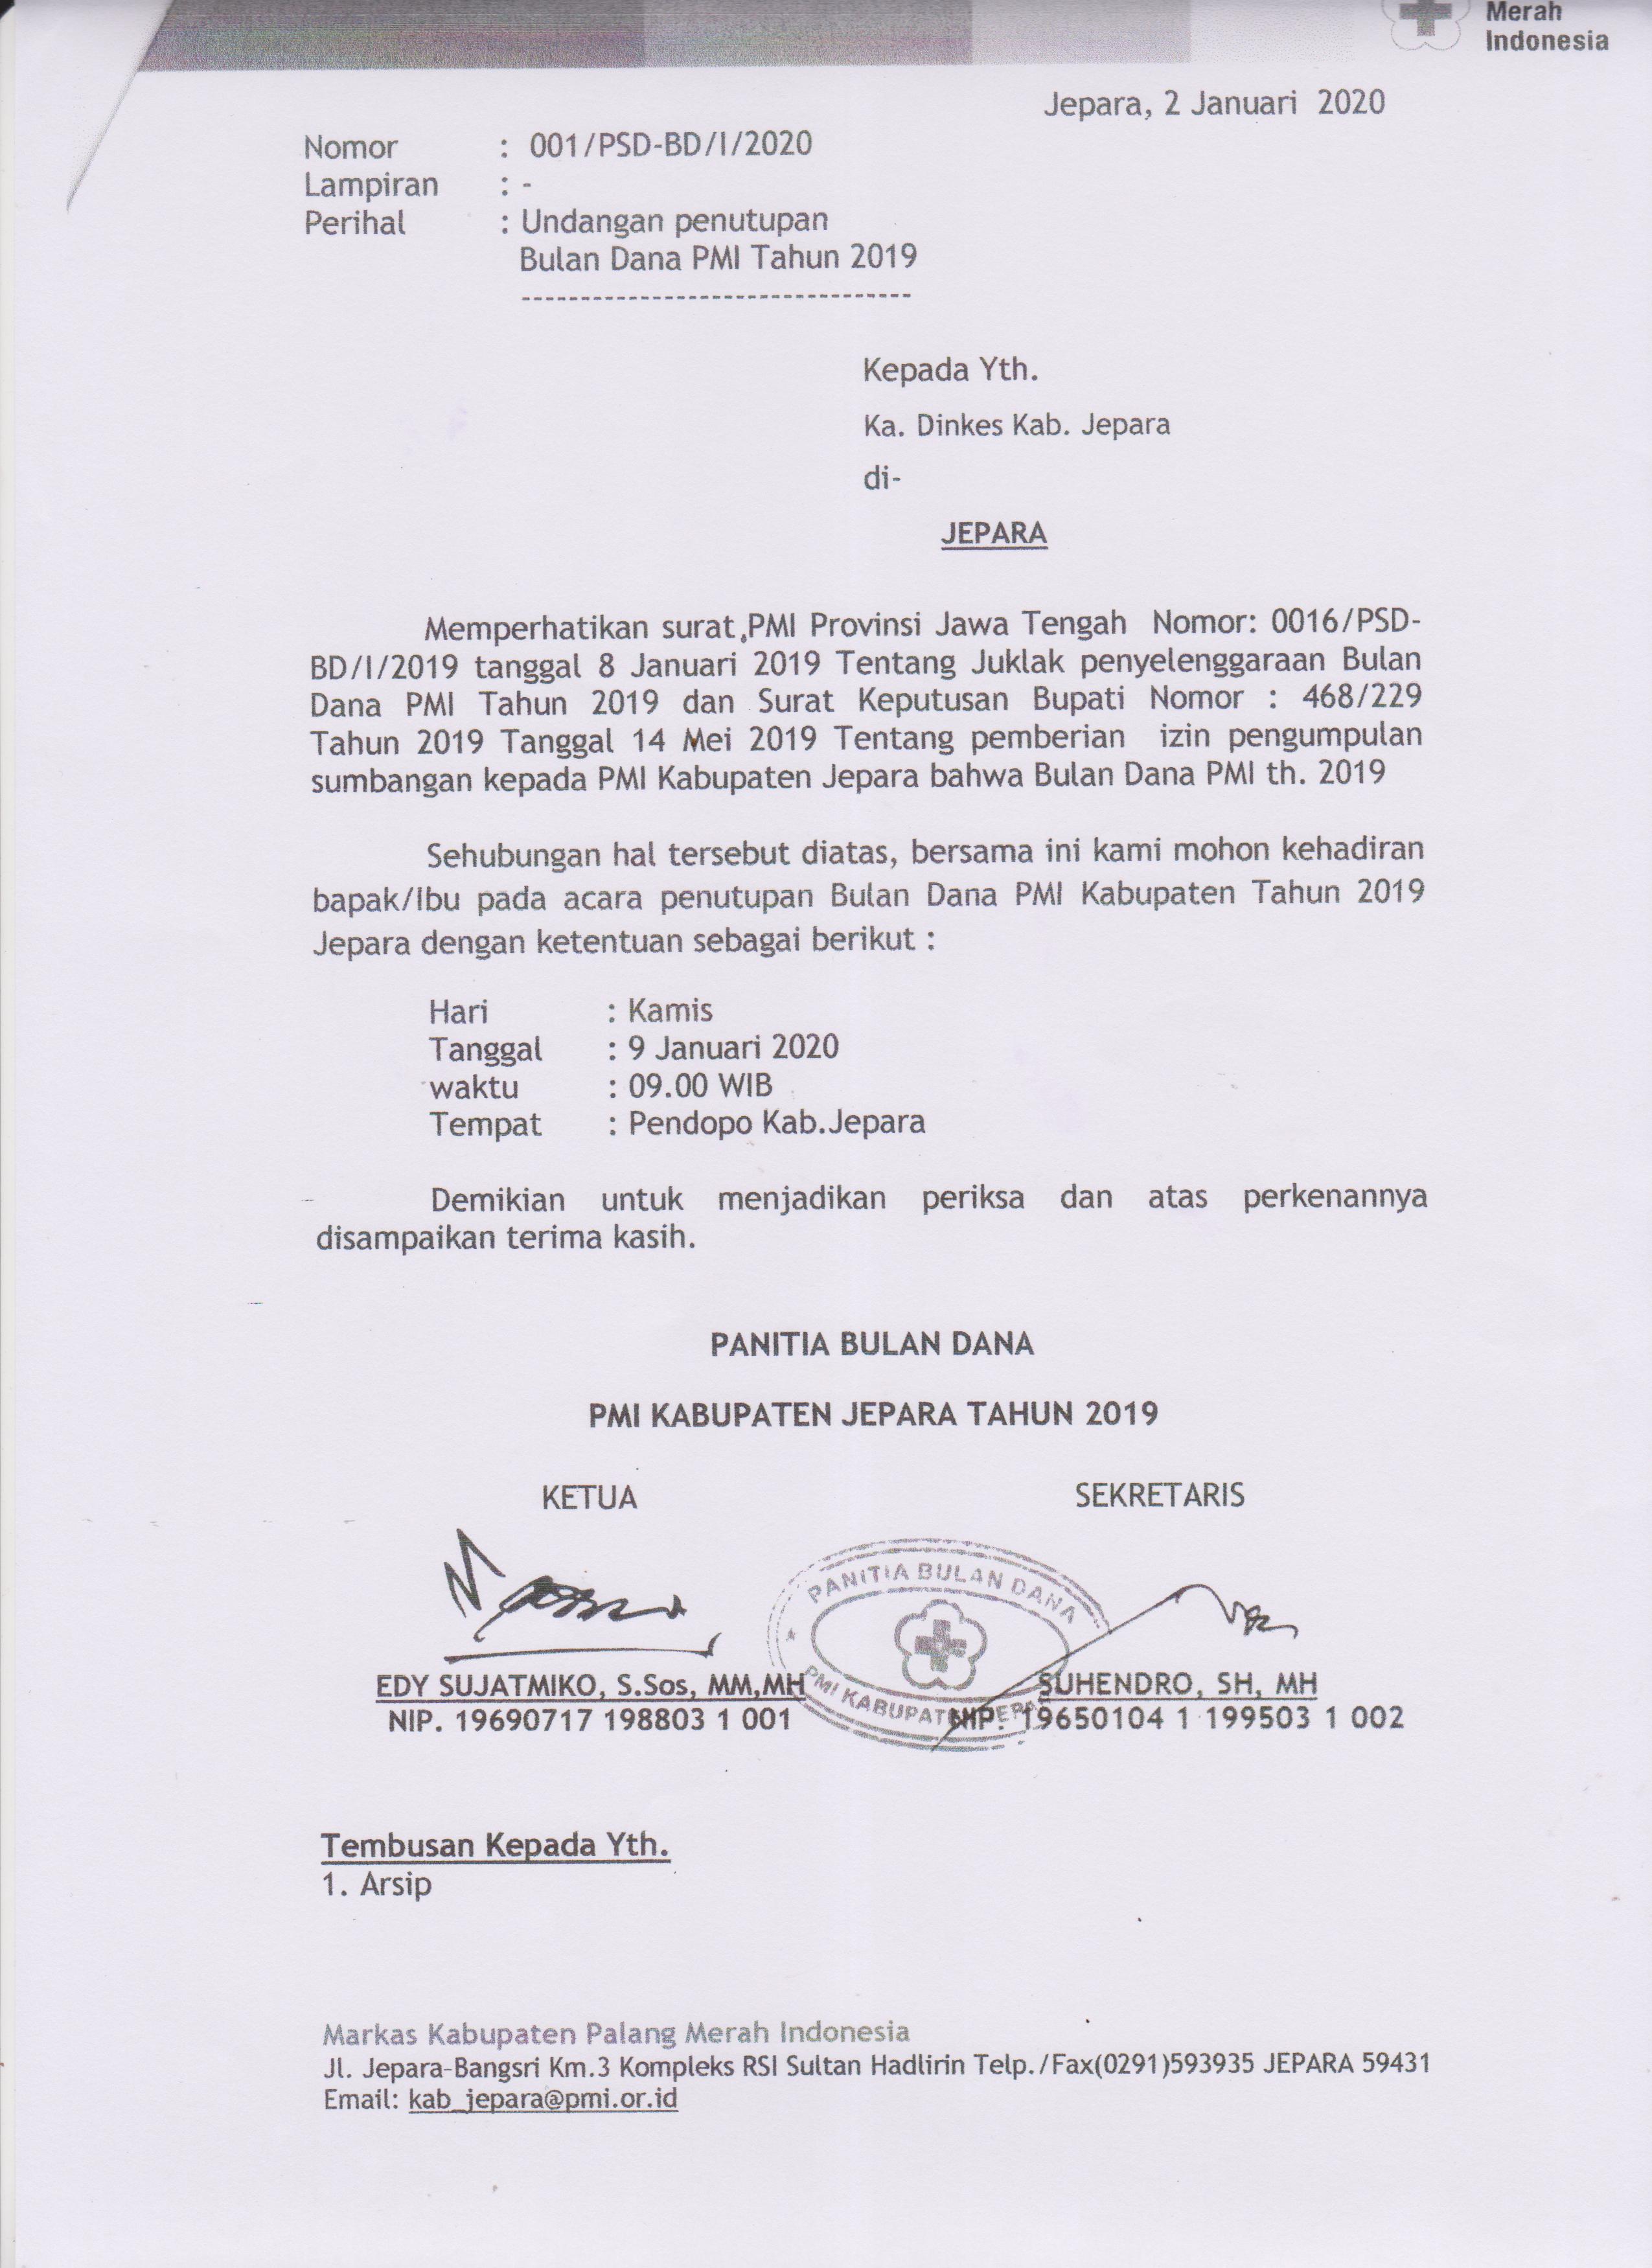 Merah
Indonesia
Jepara, 2 Januari 2020
Nomor : 001/PSD-BD/I/2020
Lampiran : -
Perihal : Undangan penutupan
Bulan Dana PMI Tahun 2019
---------------------------------
Kepada Yth.
Ka. Dinkes Kab. Jepara
di-
JEPARA
Memperhatikan surat PMI Provinsi Jawa Tengah Nomor: 0016/PSD-
BD/I/2019 tanggal 8 Januari 2019 Tentang Juklak penyelenggaraan Bulan
Dana PMI Tahun 2019 dan Surat Keputusan Bupati Nomor : 468/229
Tahun 2019 Tanggal 14 Mei 2019 Tentang pemberian izin pengumpulan
sumbangan kepada PMI Kabupaten Jepara bahwa Bulan Dana PMI th. 2019
Sehubungan hal tersebut diatas, bersama ini kami mohon kehadiran
bapak/Ibu pada acara penutupan Bulan Dana PMI Kabupaten Tahun 2019
Jepara dengan ketentuan sebagai berikut :
Hari : Kamis
Tanggal : 9 Januari 2020
waktu : 09.00 WIB
Tempat : Pendopo Kab.Jepara
Demikian untuk menjadikan periksa dan atas perkenannya
disampaikan terima kasih.
PANITIA BULAN DANA
PMI KABUPATEN JEPARA TAHUN 2019
KETUA SEKRETARIS
PANITIA BULAN DANA
PMI KABUPATEN JEPARA
EDY SUJATMIKO, S.Sos, MM,MH SUHENDRO, SH, MH
NIP. 19690717 198803 1 001 NIP. 19650104 1 199503 1 002
Tembusan Kepada Yth.
1. Arsip
Markas Kabupaten Palang Merah Indonesia
Jl. Jepara-Bangsri Km.3 Kompleks RSI Sultan Hadlirin Telp./Fax(0291)593935 JEPARA 59431
Email: kab_jepara@pmi.or.id